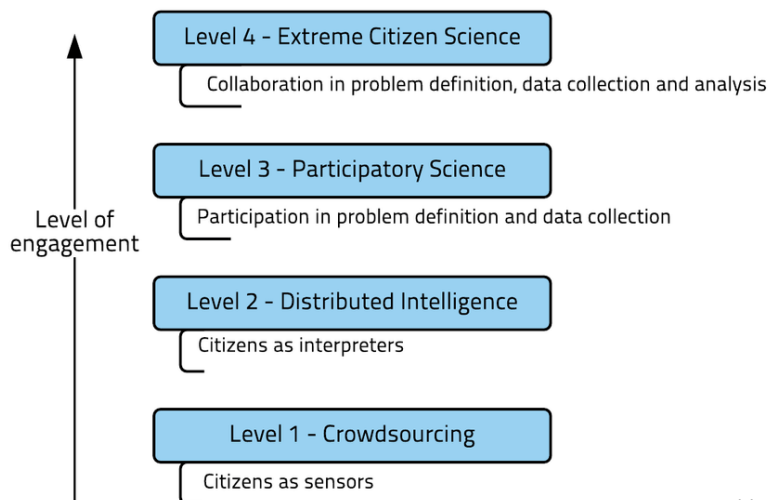 Level 4 - Extreme Citizen Science
Collaboration in problem definition, data collection and analysis
Level 3 - Participatory Science
Participation in problem definition and data collection
Level of
engagement
Level 2 - Distributed Intelligence
Citizens as interpreters
Level 1 - Crowdsourcing
Citizens as sensors